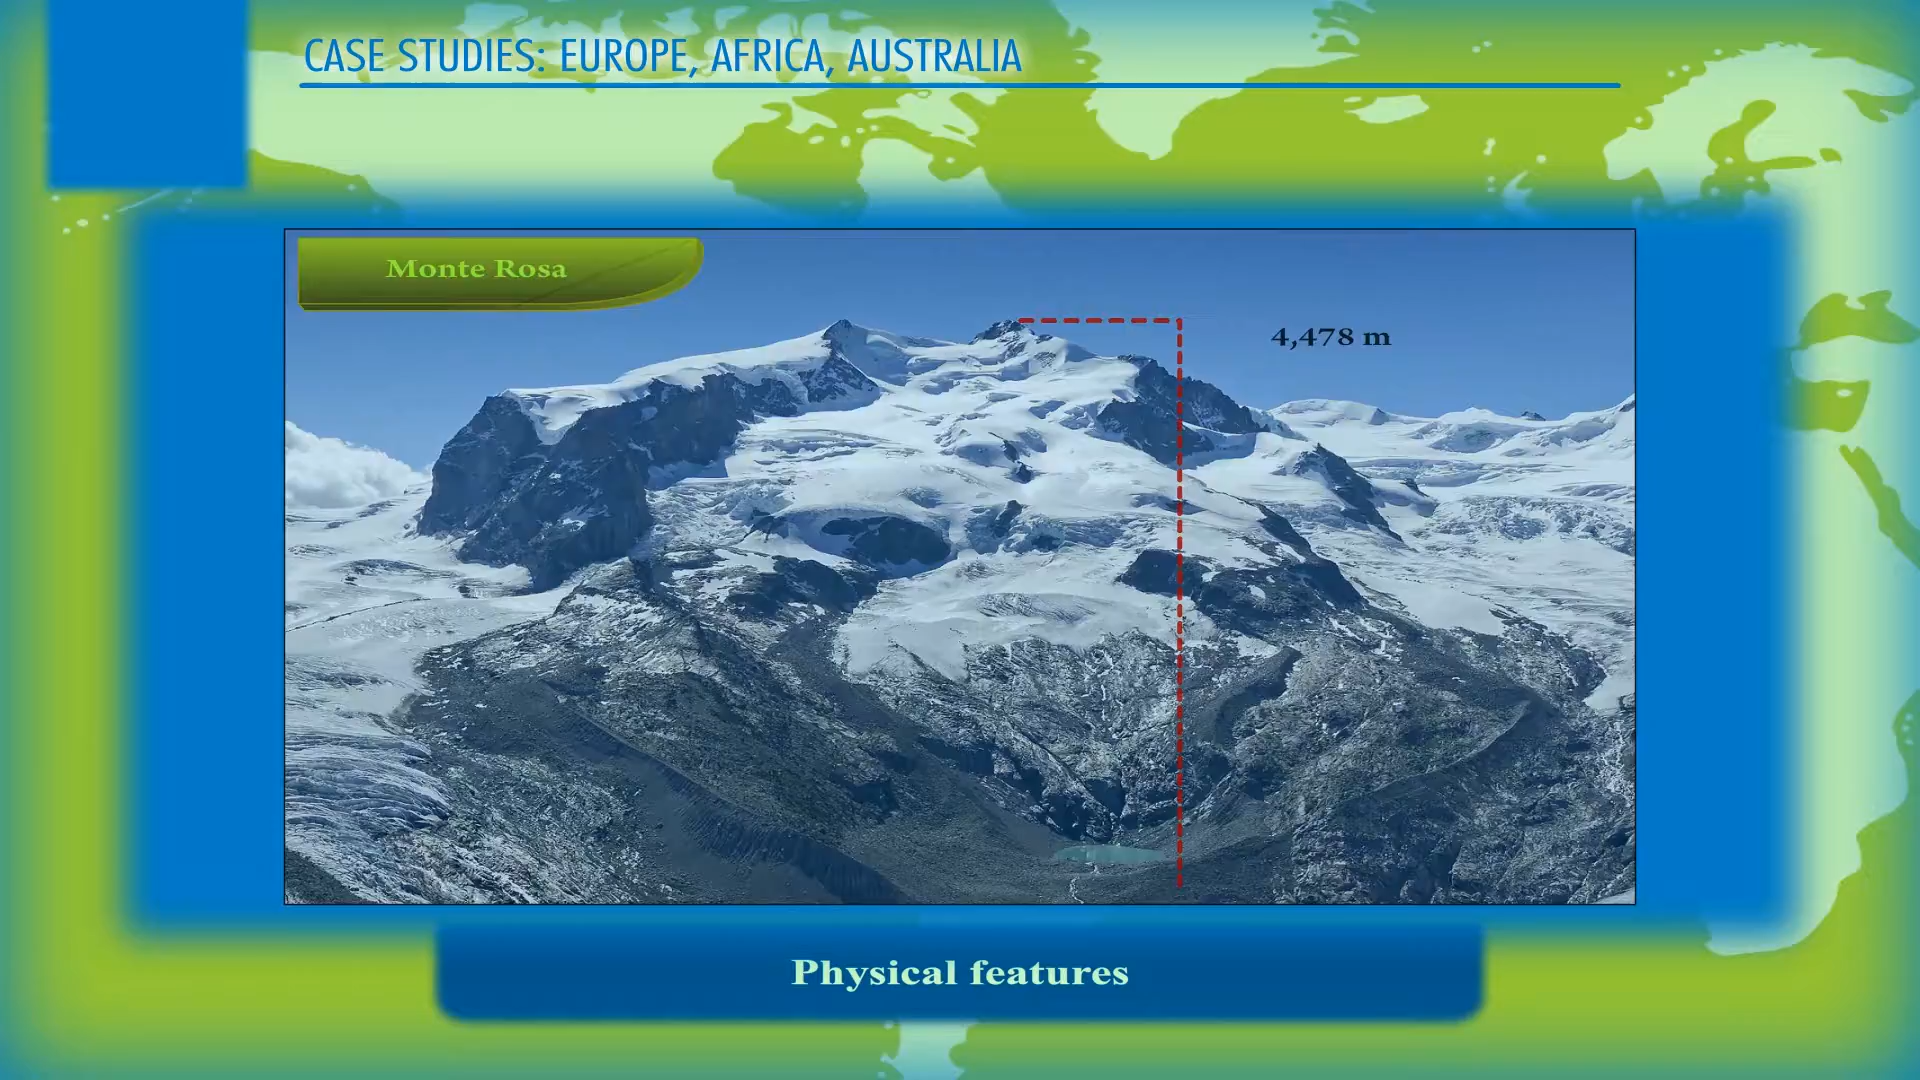 CASE STUDIES: EUROPE, AFRICA, AUSTRALIA
Monte Rosa
4,478 m
Physical features